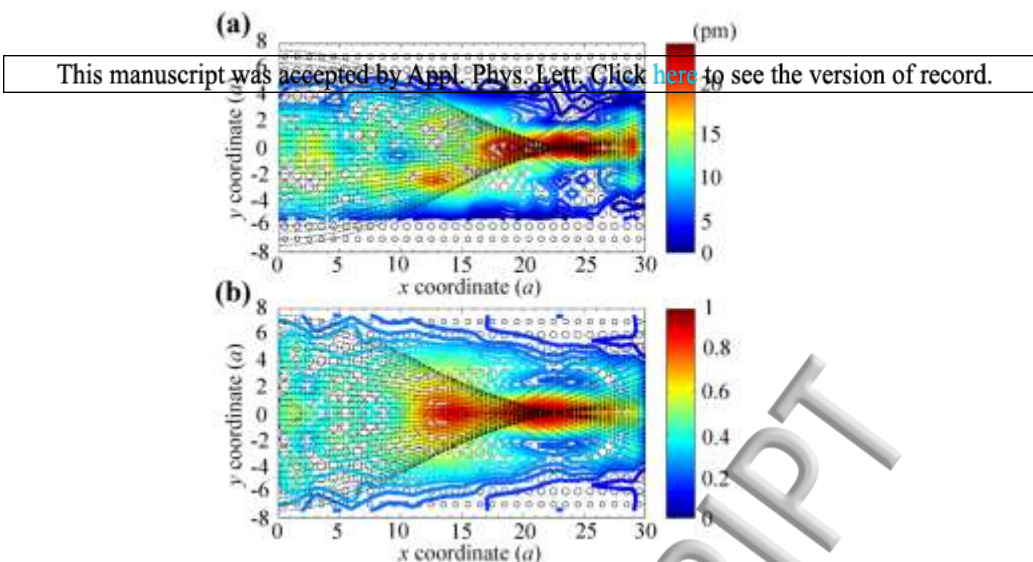 (a)
(pm)
8
This manuscript was accepted by Appl. Phys. Lett. Click here to see the version of record.
20
4
2
0
-2
-4
-6
-8
y coordinate (a)
15
10
5
0
0 5 10 15 20 25 30
x coordinate (a)
(b)
8
6
4
2
0
-2
-4
-6
-8
y coordinate (a)
1
0.8
0.6
0.4
0.2
0
0 5 10 15 20 25 30
x coordinate (a)
IPT